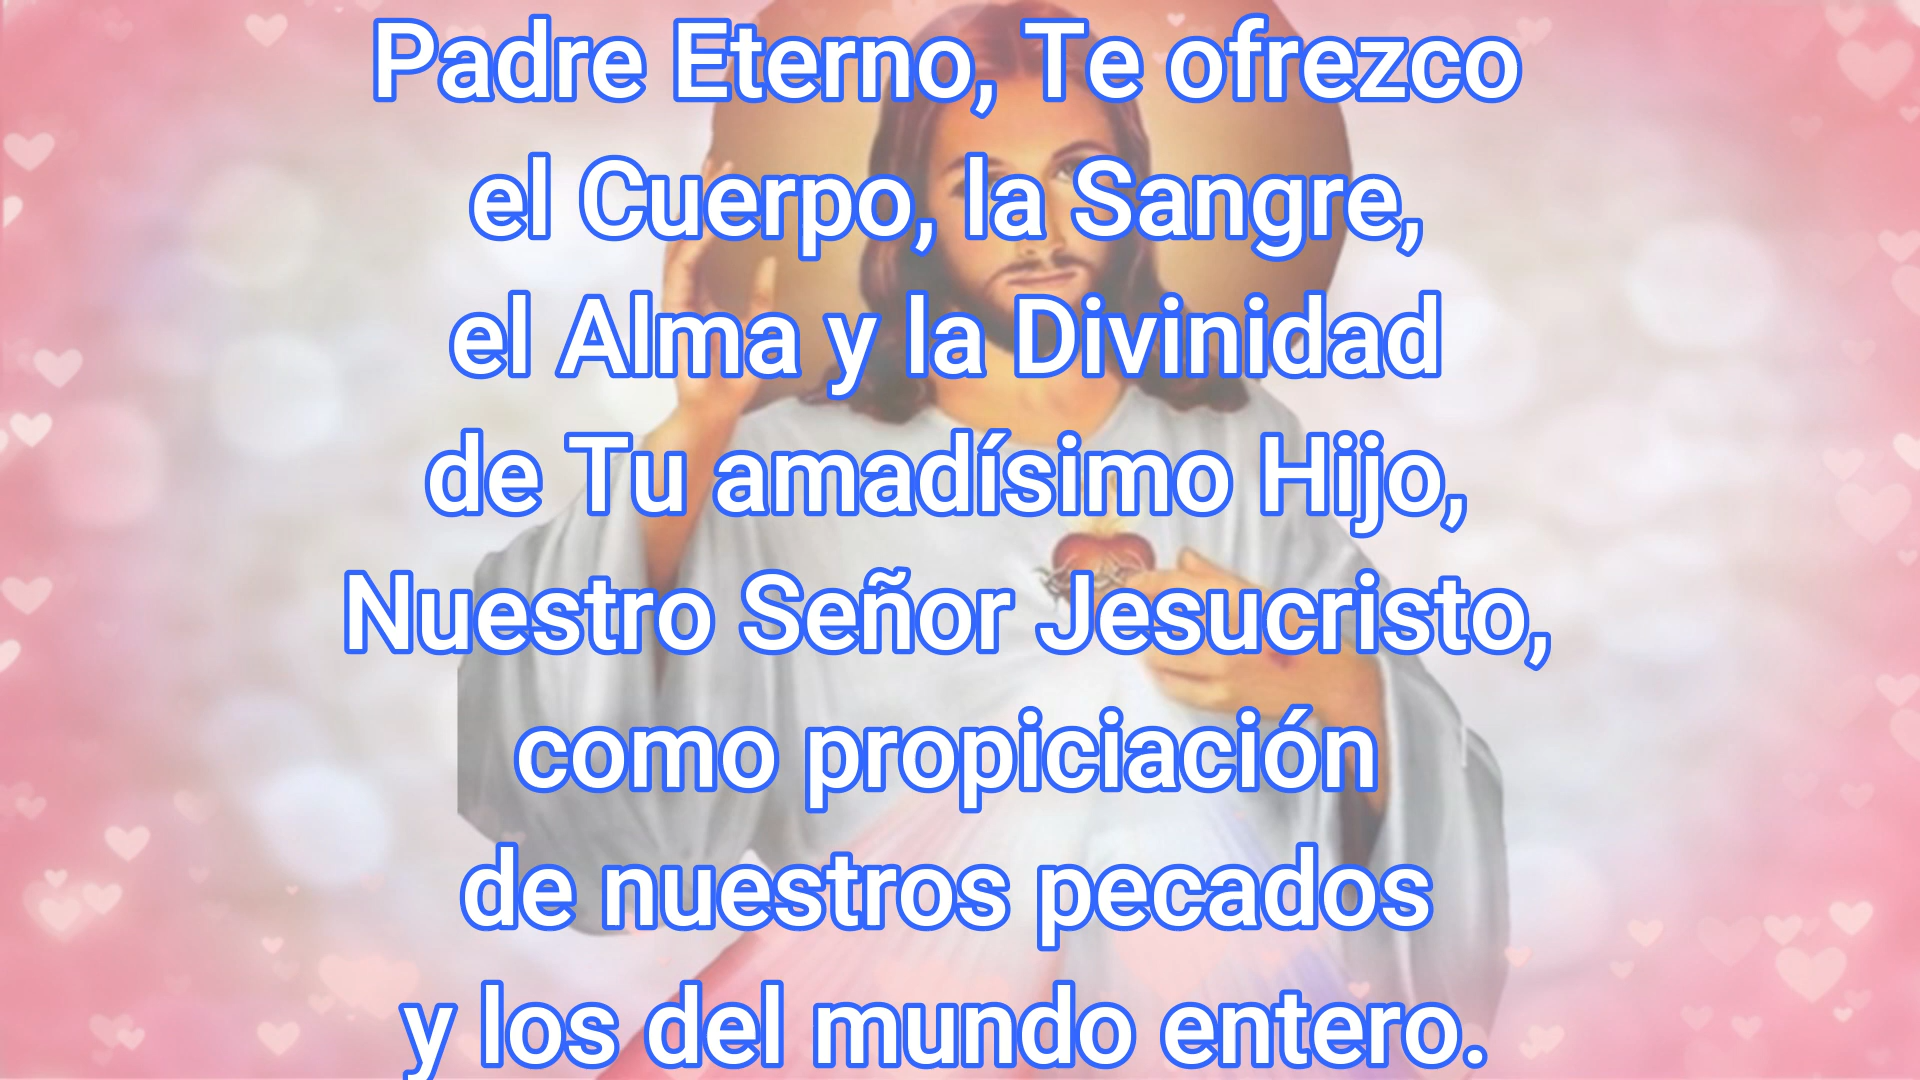 Padre Eterno, Te ofrezco
el Cuerpo, la Sangre,
el Alma y la Divinidad
de Tu amadísimo Hijo,
Nuestro Señor Jesucristo,
como propiciación
de nuestros pecados
y los del mundo entero.